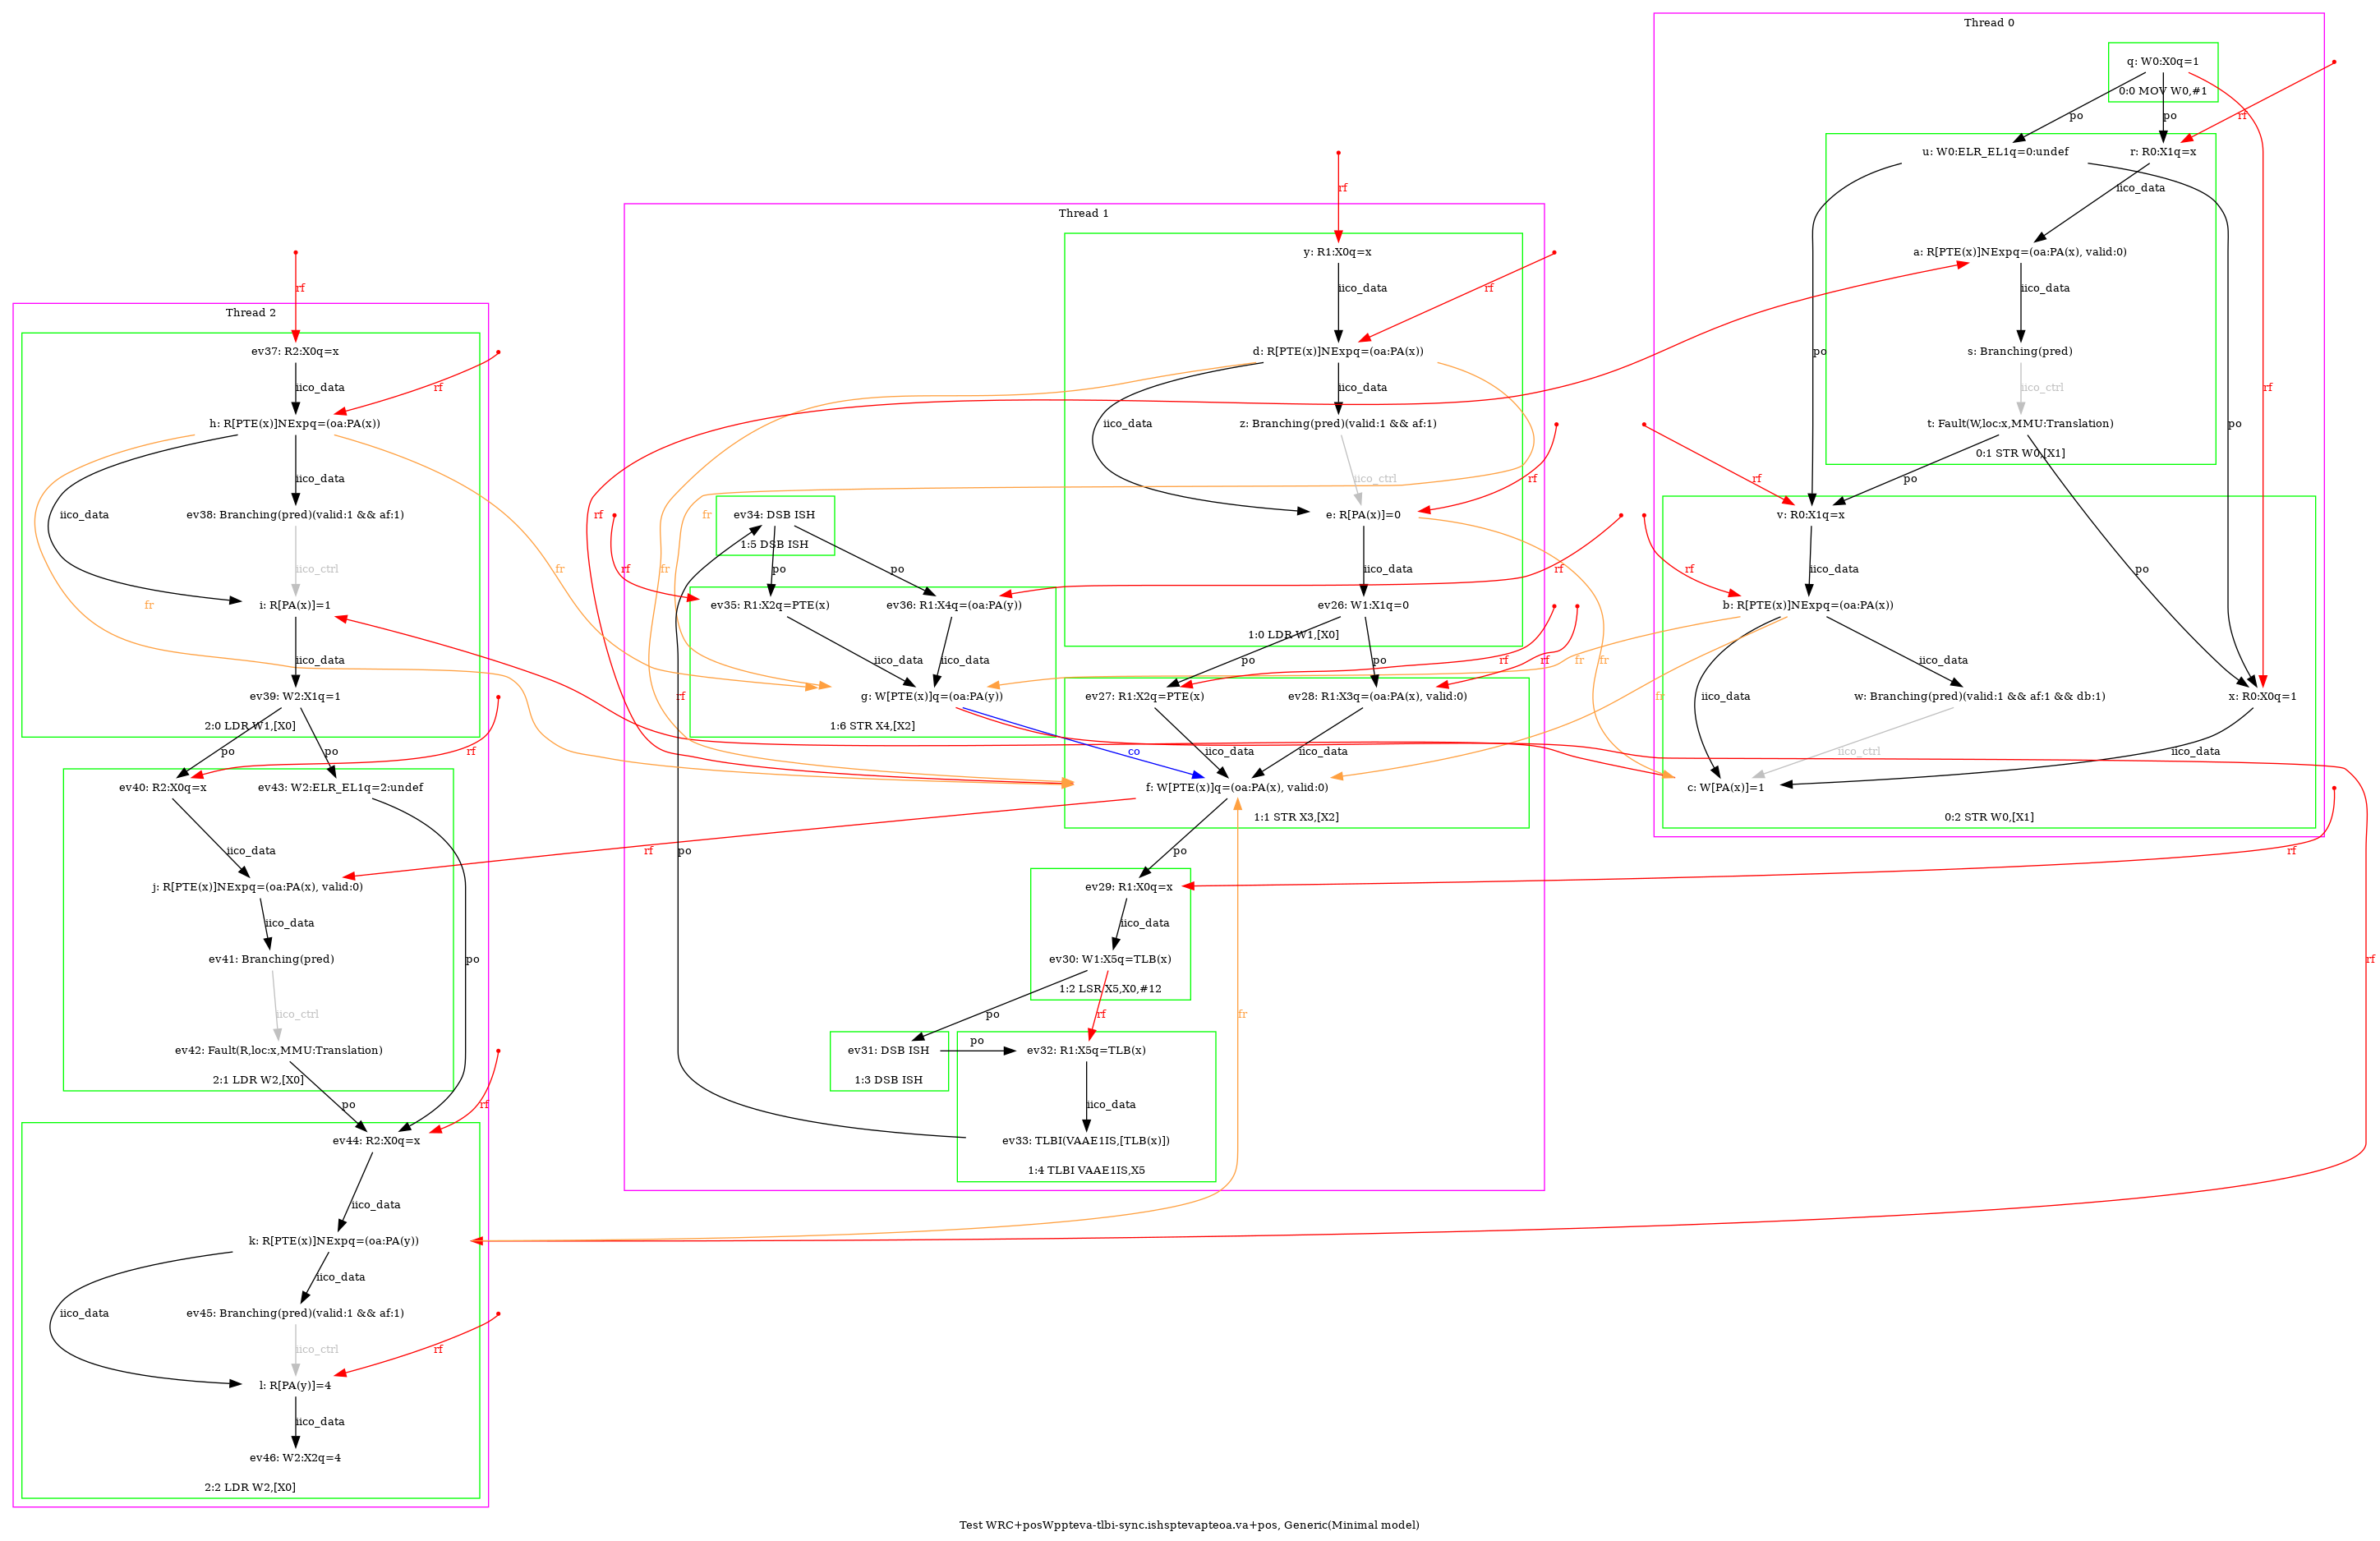 Thread 0
q: W0:X0q=1
0:0 MOV W0,#1
rf
po
po
u: W0:ELR_EL1q=0:undef
r: R0:X1q=x
iico_data
rf
Thread 1
a: R[PTE(x)]NExpq=(oa:PA(x), valid:0)
y: R1:X0q=x
rf
iico_data
rf
iico_data
Thread 2
ev37: R2:X0q=x
d: R[PTE(x)]NExpq=(oa:PA(x))
s: Branching(pred)
po
iico_data
rf
iico_data
iico_ctrl
rf
h: R[PTE(x)]NExpq=(oa:PA(x))
iico_data
z: Branching(pred)(valid:1 && af:1)
t: Fault(W,loc:x,MMU:Translation)
po
0:1 STR W0,[X1]
iico_data
iico_ctrl
rf
rf
po
iico_data
ev38: Branching(pred)(valid:1 && af:1)
rf
fr
ev34: DSB ISH
e: R[PA(x)]=0
v: R0:X1q=x
1:5 DSB ISH
iico_ctrl
fr
rf
po
po
fr
iico_data
rf
rf
iico_data
po
i: R[PA(x)]=1
fr
ev35: R1:X2q=PTE(x)
ev36: R1:X4q=(oa:PA(y))
ev26: W1:X1q=0
b: R[PTE(x)]NExpq=(oa:PA(x))
1:0 LDR W1,[X0]
iico_data
iico_data
iico_data
po
po
rf
rf
fr
fr
iico_data
ev39: W2:X1q=1
rf
g: W[PTE(x)]q=(oa:PA(y))
ev27: R1:X2q=PTE(x)
ev28: R1:X3q=(oa:PA(x), valid:0)
fr
iico_data
w: Branching(pred)(valid:1 && af:1 && db:1)
x: R0:X0q=1
2:0 LDR W1,[X0]
1:6 STR X4,[X2]
po
po
rf
co
iico_data
iico_data
iico_ctrl
iico_data
ev40: R2:X0q=x
ev43: W2:ELR_EL1q=2:undef
f: W[PTE(x)]q=(oa:PA(x), valid:0)
c: W[PA(x)]=1
1:1 STR X3,[X2]
0:2 STR W0,[X1]
iico_data
rf
po
po
rf
j: R[PTE(x)]NExpq=(oa:PA(x), valid:0)
ev29: R1:X0q=x
iico_data
iico_data
ev41: Branching(pred)
po
ev30: W1:X5q=TLB(x)
rf
1:2 LSR X5,X0,#12
iico_ctrl
po
rf
fr
ev42: Fault(R,loc:x,MMU:Translation)
ev31: DSB ISH
po
ev32: R1:X5q=TLB(x)
2:1 LDR W2,[X0]
1:3 DSB ISH
po
rf
iico_data
ev44: R2:X0q=x
ev33: TLBI(VAAE1IS,[TLB(x)])
1:4 TLBI VAAE1IS,X5
iico_data
k: R[PTE(x)]NExpq=(oa:PA(y))
iico_data
iico_data
ev45: Branching(pred)(valid:1 && af:1)
iico_ctrl
rf
l: R[PA(y)]=4
iico_data
ev46: W2:X2q=4
2:2 LDR W2,[X0]
Test WRC+posWppteva-tlbi-sync.ishsptevapteoa.va+pos, Generic(Minimal model)